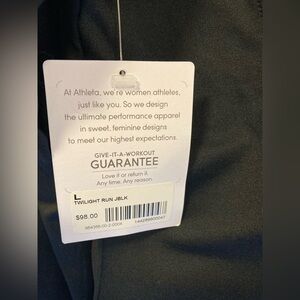 At Athleta, we're women athletes,
just like you. So we design
the ultimate performance apparel
in sweet, feminine designs
to meet our highest expectations.
GIVE-IT-A-WORKOUT
GUARANTEE
Love it or return it.
Any time. Any reason.
L
TWILIGHT RUN JBLK
$98.00